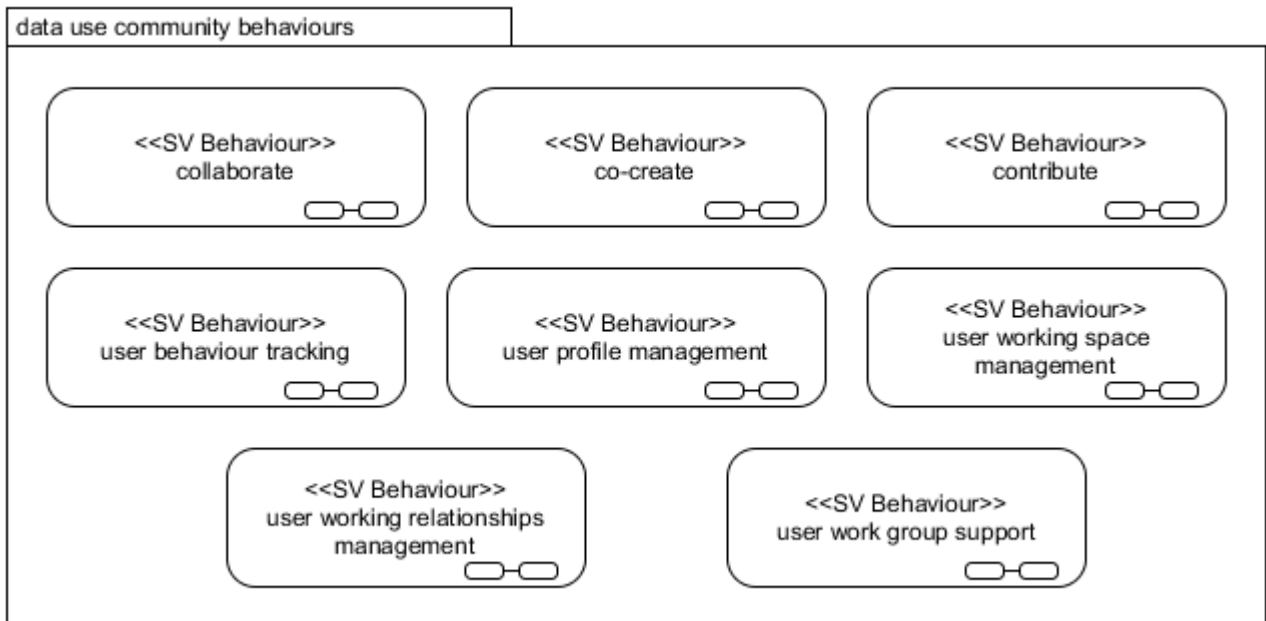 data use community behaviours
<<SV Behaviour>>
collaborate
<<SV Behaviour>>
co-create
<<SV Behaviour>>
contribute
<<SV Behaviour>>
user behaviour tracking
<<SV Behaviour>>
user profile management
<<SV Behaviour>>
user working space
management
<<SV Behaviour>>
user working relationships
management
<<SV Behaviour>>
user work group support